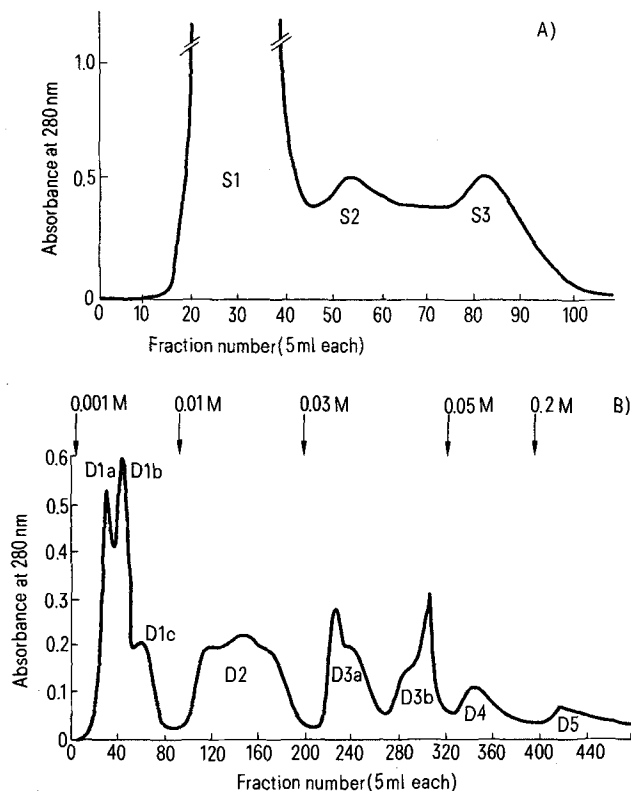 A)
Absorbance at 280 nm
1.0
0.5
0
S1
S2
S3
0 10 20 30 40 50 60 70 80 90 100
Fraction number (5 ml each)
0.001 M 0.01 M 0.03 M 0.05 M 0.2 M B)
Absorbance at 280 nm
0.6
0.5
0.4
0.3
0.2
0.1
0
D1a D1b
D1c
D2
D3a
D3b
D4
D5
0 40 80 120 160 200 240 280 320 360 400 440
Fraction number (5 ml each)